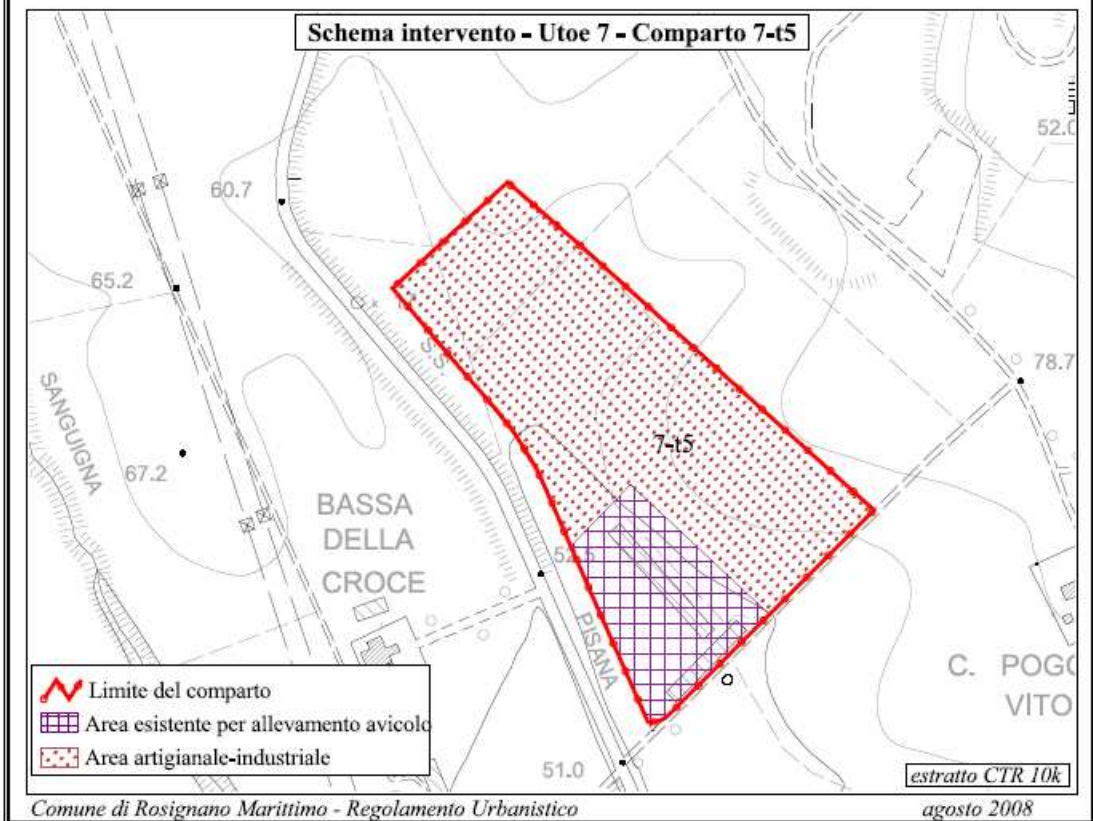 Schema intervento - Utoe 7 - Comparto 7-t5
52.0
60.7
65.2
S.S.
78.7
SANGUIGNA
67.2
7-t5
BASSA
DELLA
CROCE
52.5
PISANA
C. POGG
VITO
Limite del comparto
Area esistente per allevamento avicolo
Area artigianale-industriale
51.0
estratto CTR 10k
Comune di Rosignano Marittimo - Regolamento Urbanistico
agosto 2008